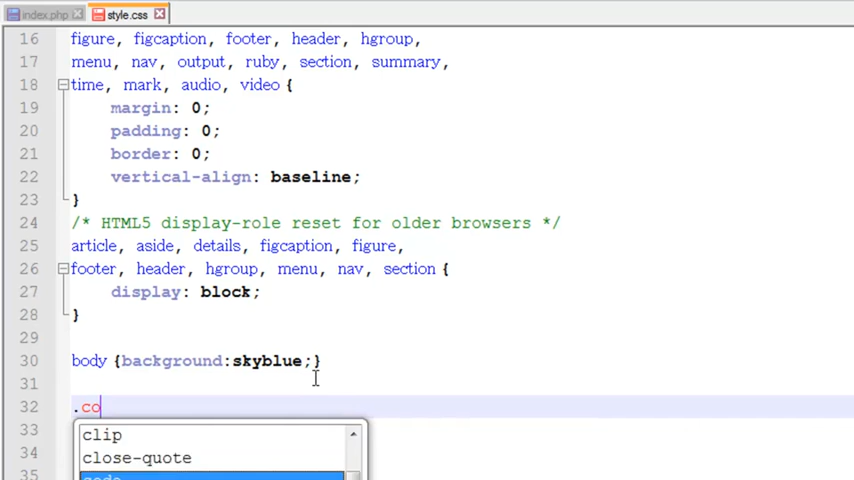 index.php style.css
16 figure, figcaption, footer, header, hgroup,
17 menu, nav, output, ruby, section, summary,
18 time, mark, audio, video {
19 margin: 0;
20 padding: 0;
21 border: 0;
22 vertical-align: baseline;
23 }
24 /* HTML5 display-role reset for older browsers */
25 article, aside, details, figcaption, figure,
26 footer, header, hgroup, menu, nav, section {
27 display: block;
28 }
29
30 body {background:skyblue;}
31
32 .co
33 clip
34 close-quote
35 code